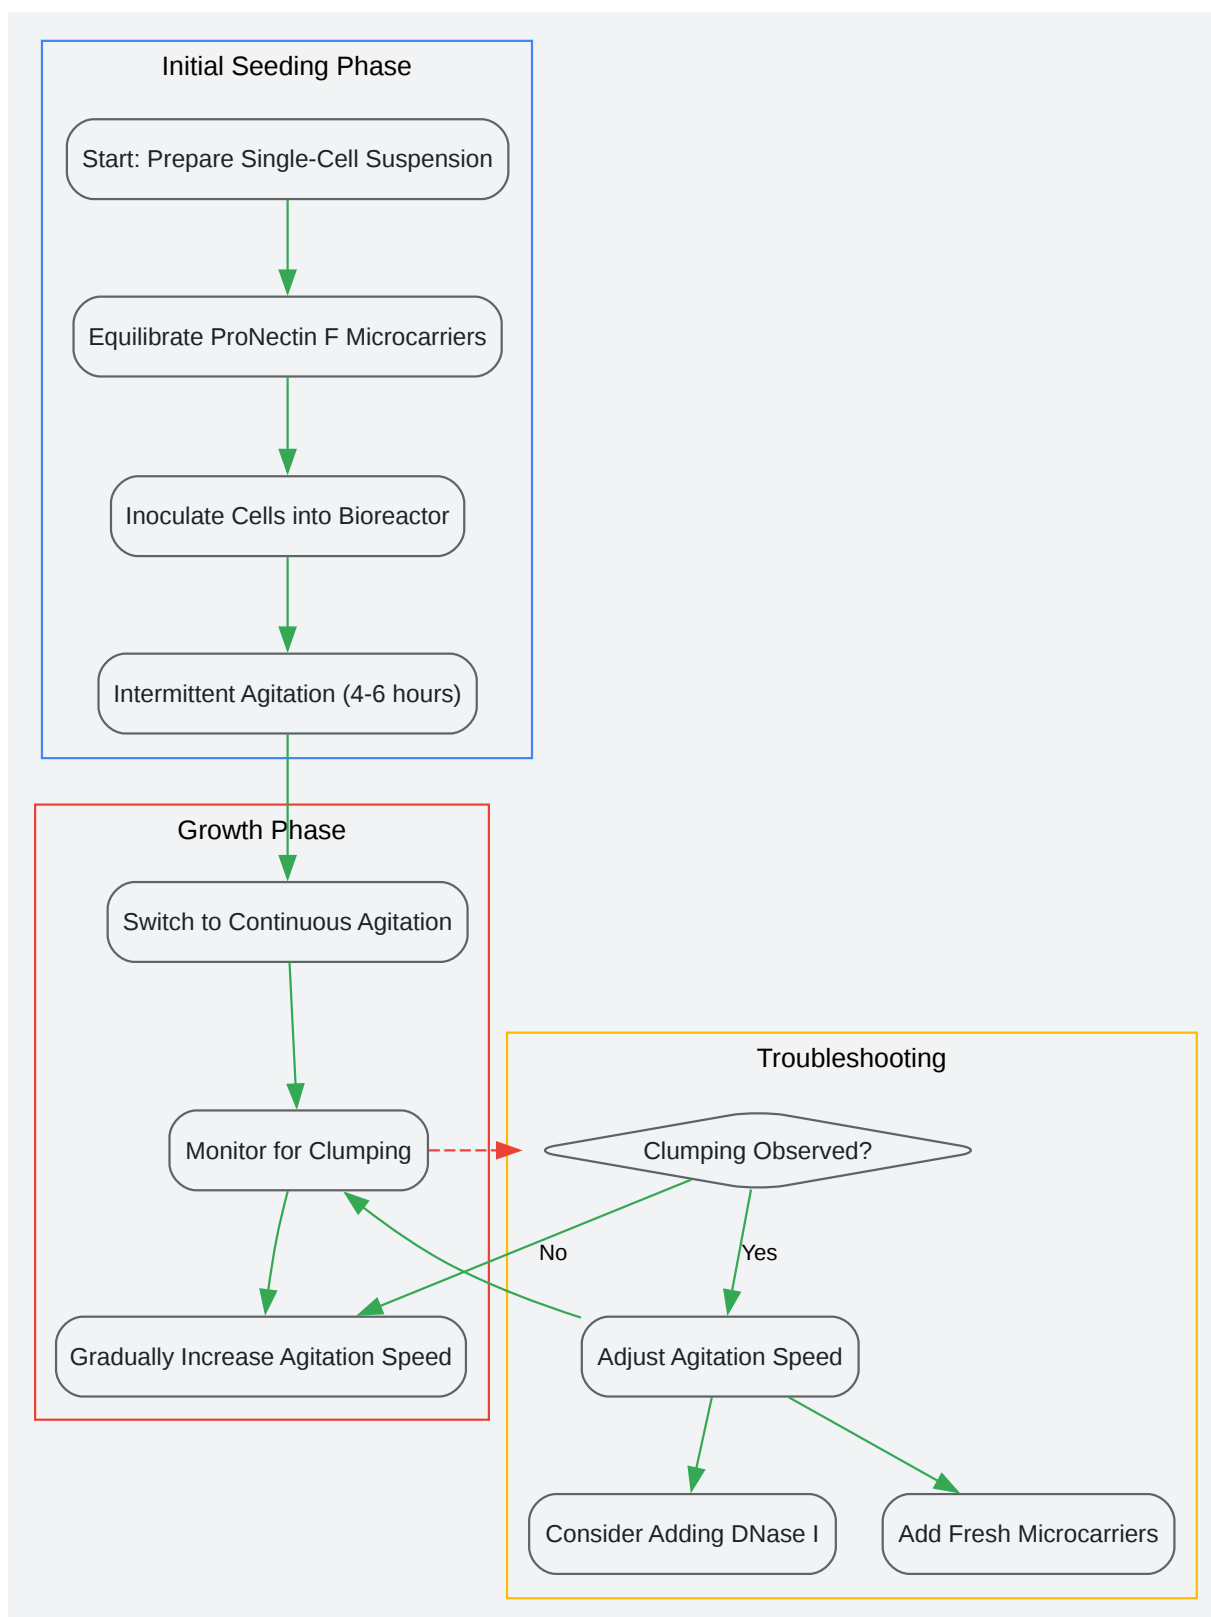 Initial Seeding Phase
Start: Prepare Single-Cell Suspension
Equilibrate ProNectin F Microcarriers
Inoculate Cells into Bioreactor
Intermittent Agitation (4-6 hours)
Growth Phase
Switch to Continuous Agitation
Monitor for Clumping
Gradually Increase Agitation Speed
Troubleshooting
Clumping Observed?
No
Yes
Adjust Agitation Speed
Consider Adding DNase I
Add Fresh Microcarriers